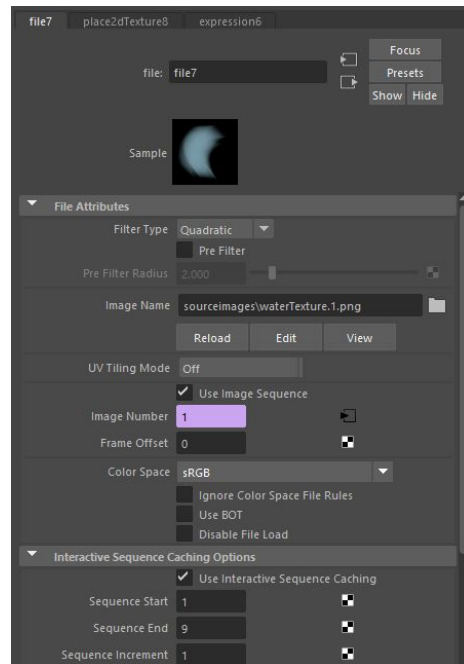 file7 place2dTexture8 expression6
Focus
file: file7
Presets
Show Hide
Sample
File Attributes
Filter Type Quadratic
Pre Filter
Pre Filter Radius 2.000
Image Name sourceimages\waterTexture.1.png
Reload Edit View
UV Tiling Mode Off
Use Image Sequence
Image Number 1
Frame Offset 0
Color Space sRGB
Ignore Color Space File Rules
Use BOT
Disable File Load
Interactive Sequence Caching Options
Use Interactive Sequence Caching
Sequence Start 1
Sequence End 9
Sequence Increment 1